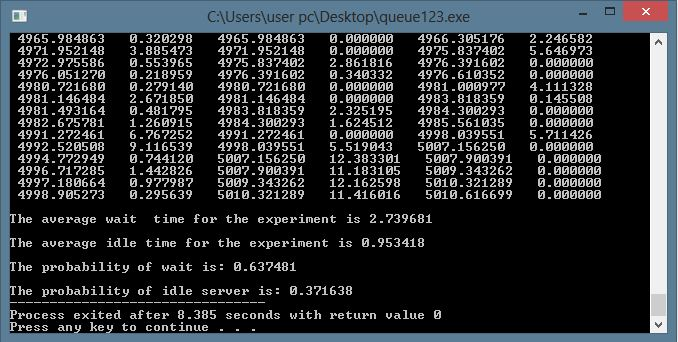 C:\Users\user pc\Desktop\queue123.exe
4965.984863 0.320298 4965.984863 0.000000 4966.305176 2.246582
4971.952148 3.885473 4971.952148 0.000000 4975.837402 5.646973
4972.975586 0.553965 4975.837402 2.861816 4976.391602 0.000000
4976.051270 0.218959 4976.391602 0.340332 4976.610352 0.000000
4980.721680 0.279140 4980.721680 0.000000 4981.000977 4.111328
4981.146484 2.671850 4981.146484 0.000000 4983.818359 0.145508
4981.493164 0.481795 4983.818359 2.325195 4984.300293 0.000000
4982.675781 1.260915 4984.300293 1.624512 4985.561035 0.000000
4991.272461 6.767252 4991.272461 0.000000 4998.039551 5.711426
4992.520508 9.116539 4998.039551 5.519043 5007.156250 0.000000
4994.772949 0.744120 5007.156250 12.383301 5007.900391 0.000000
4996.717285 1.442826 5007.900391 11.183105 5009.343262 0.000000
4997.180664 0.977987 5009.343262 12.162598 5010.321289 0.000000
4998.905273 0.295639 5010.321289 11.416016 5010.616699 0.000000
The average wait  time for the experiment is 2.739681
The average idle time for the experiment is 0.953418
The probability of wait is: 0.637481
The probability of idle server is: 0.371638
--------------------------------
Process exited after 8.385 seconds with return value 0
Press any key to continue . . .